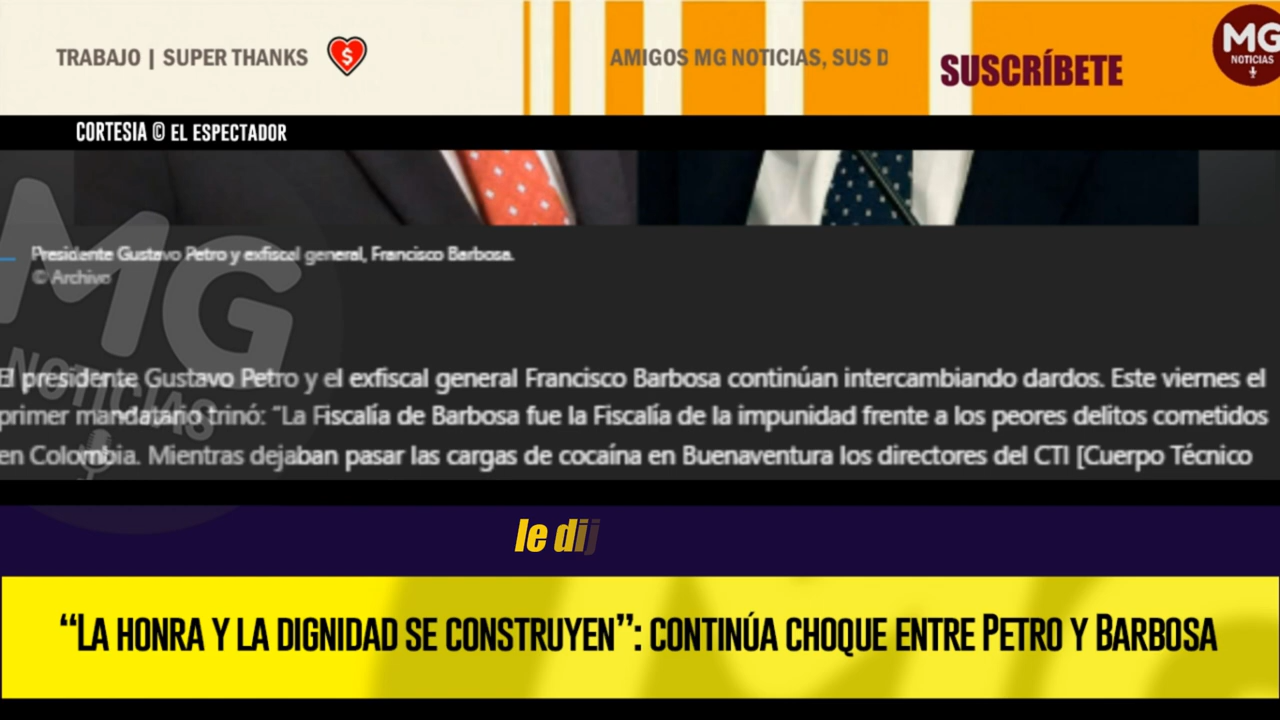 TRABAJO | SUPER THANKS
AMIGOS MG NOTICIAS, SUS D
SUSCRÍBETE
MG
NOTICIAS
CORTESIA © EL ESPECTADOR
Presidente Gustavo Petro y exfiscal general, Francisco Barbosa.
© Archivo
MG
NOTICIAS
El presidente Gustavo Petro y el exfiscal general Francisco Barbosa continúan intercambiando dardos. Este viernes el
primer mandatario trinó: “La Fiscalía de Barbosa fue la Fiscalía de la impunidad frente a los peores delitos cometidos
en Colombia. Mientras dejaban pasar las cargas de cocaína en Buenaventura los directores del CTI [Cuerpo Técnico
le dij
“LA HONRA Y LA DIGNIDAD SE CONSTRUYEN”: CONTINÚA CHOQUE ENTRE PETRO Y BARBOSA